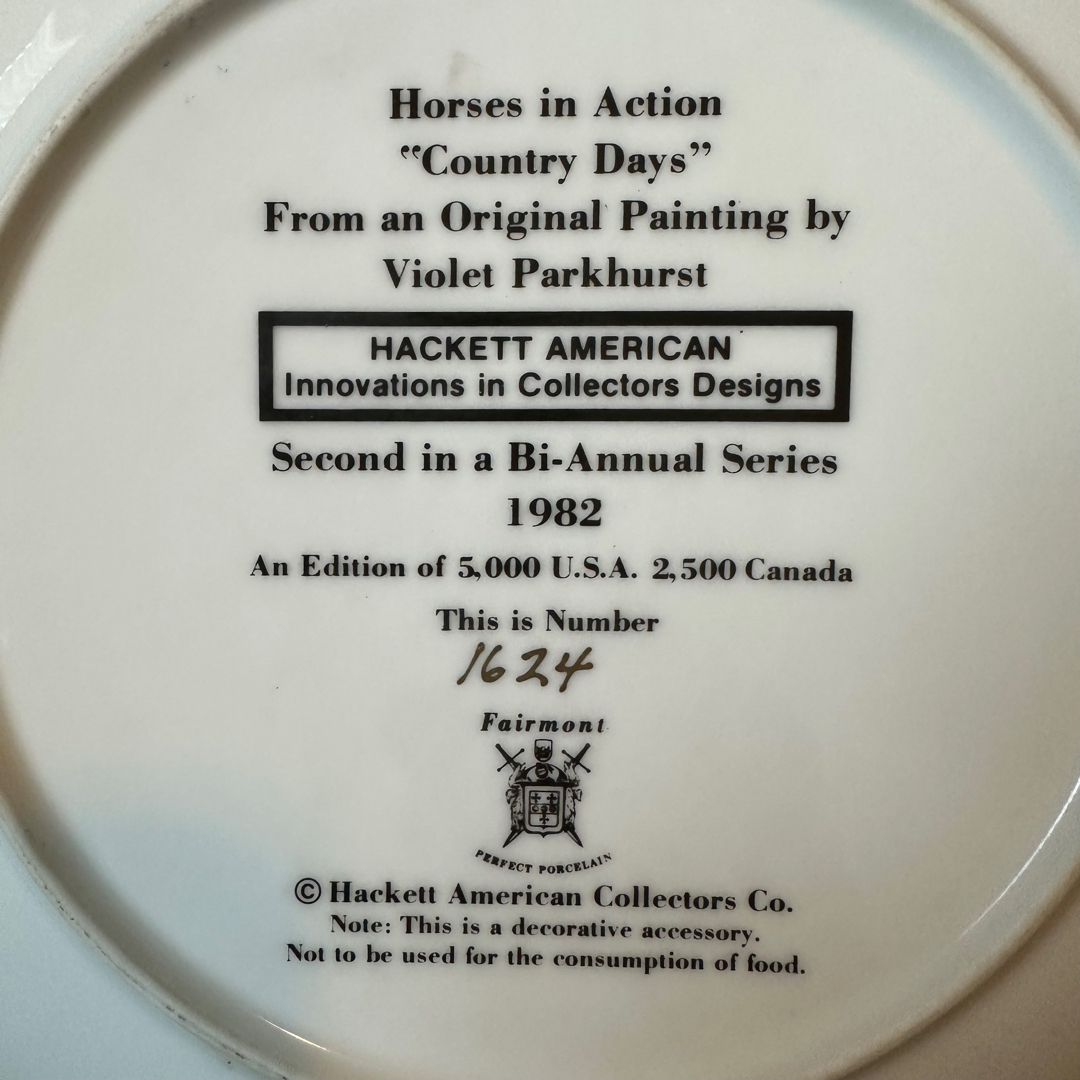 Horses in Action
“Country Days”
From an Original Painting by
Violet Parkhurst
HACKETT AMERICAN
Innovations in Collectors Designs
Second in a Bi-Annual Series
1982
An Edition of 5,000 U.S.A. 2,500 Canada
This is Number
1624
Fairmont
PERFECT PORCELAIN
© Hackett American Collectors Co.
Note: This is a decorative accessory.
Not to be used for the consumption of food.